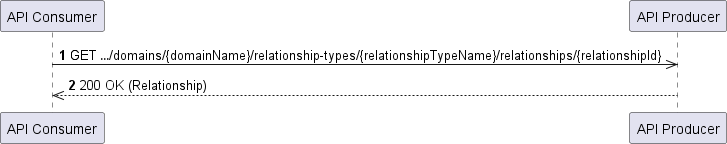 API Consumer
API Producer
1 GET .../domains/{domainName}/relationship-types/{relationshipTypeName}/relationships/{relationshipId}
2 200 OK (Relationship)
API Consumer
API Producer